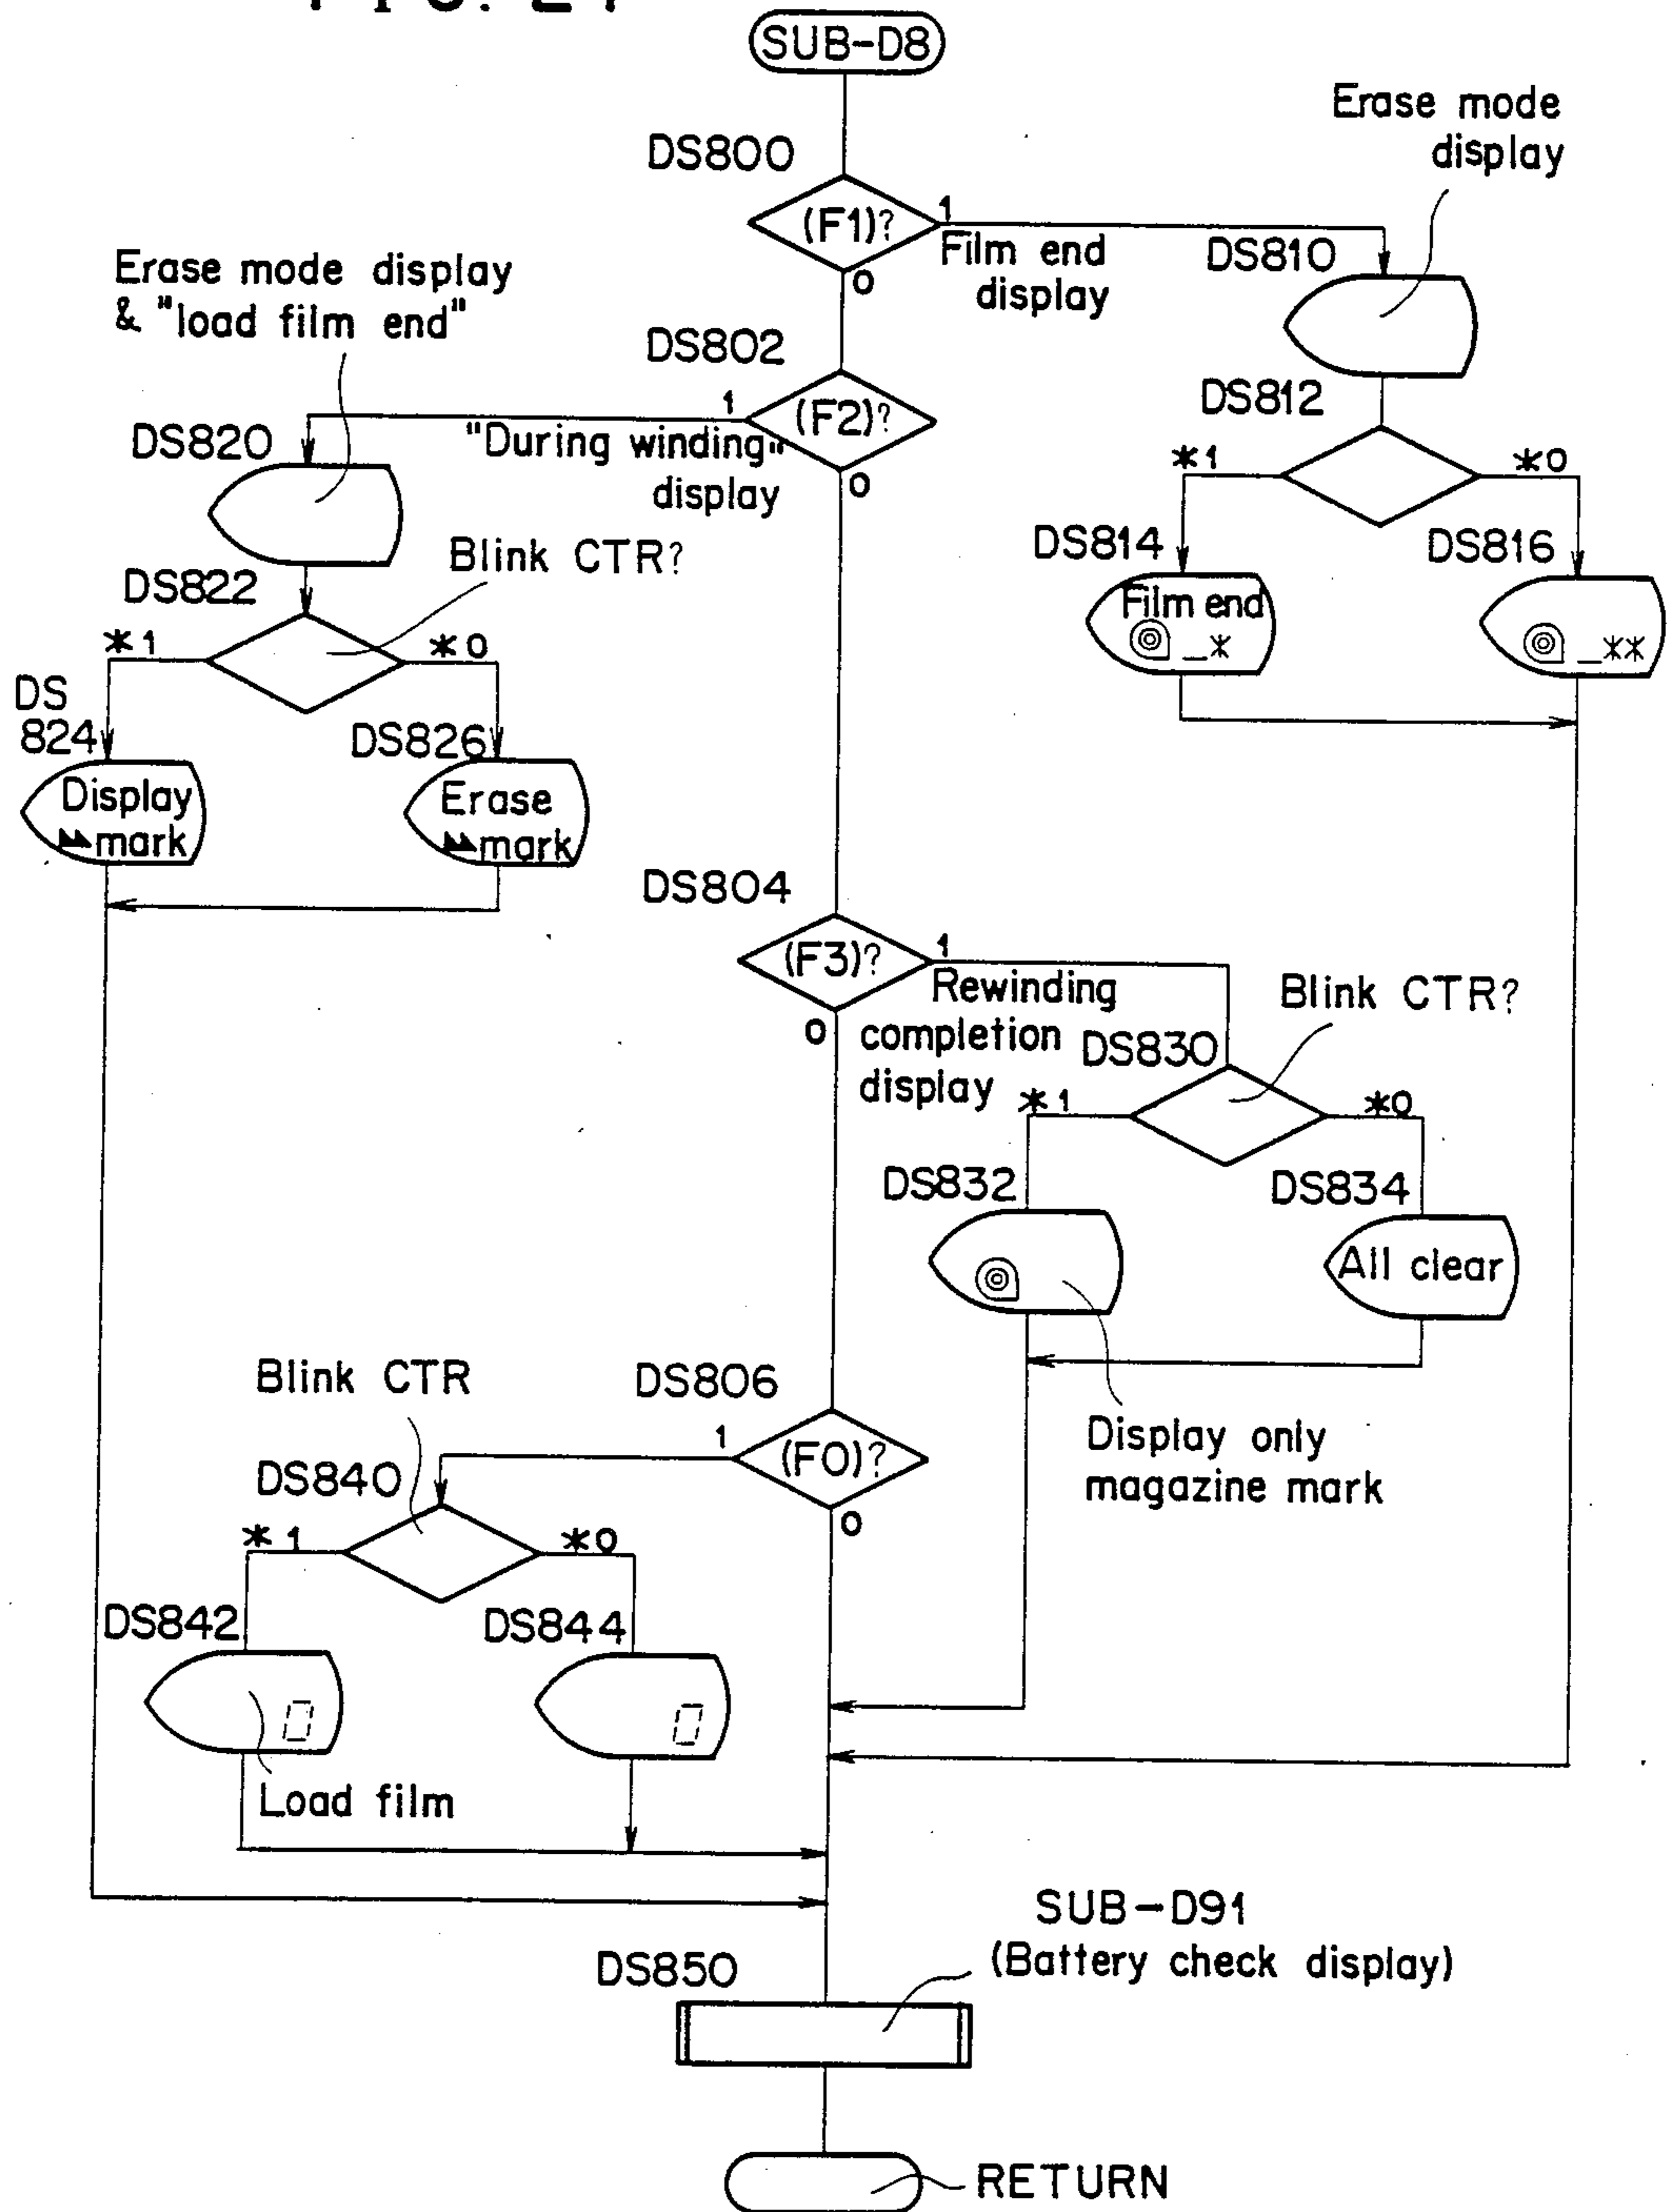 SUB-D8
DS800
(F1)?
1
0
Film end
display
Erase mode
display
DS810
DS812
*1
*0
DS814
Film end
_*
DS816
_**
DS802
(F2)?
1
0
"During winding"
display
Erase mode display
& "load film end"
DS820
Blink CTR?
DS822
*1
*0
DS
824
Display
mark
DS826
Erase
mark
DS804
(F3)?
1
0
Rewinding
completion
display
Blink CTR?
DS830
*1
*0
DS832
DS834
All clear
Display only
magazine mark
DS806
(F0)?
1
0
Blink CTR
DS840
*1
*0
DS842
0
DS844
0
Load film
SUB-D91
(Battery check display)
DS850
RETURN